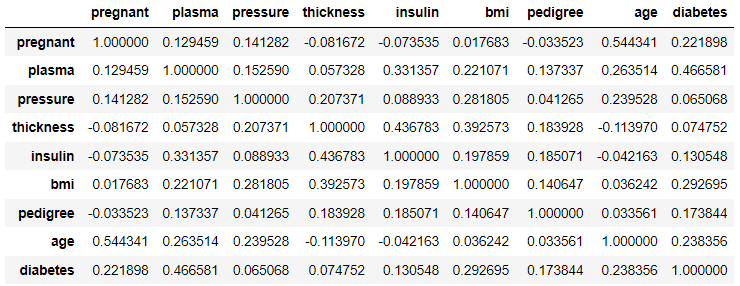 pregnant plasma pressure thickness insulin bmi pedigree age diabetes
pregnant 1.000000 0.129459 0.141282 -0.081672 -0.073535 0.017683 -0.033523 0.544341 0.221898
plasma 0.129459 1.000000 0.152590 0.057328 0.331357 0.221071 0.137337 0.263514 0.466581
pressure 0.141282 0.152590 1.000000 0.207371 0.088933 0.281805 0.041265 0.239528 0.065068
thickness -0.081672 0.057328 0.207371 1.000000 0.436783 0.392573 0.183928 -0.113970 0.074752
insulin -0.073535 0.331357 0.088933 0.436783 1.000000 0.197859 0.185071 -0.042163 0.130548
bmi 0.017683 0.221071 0.281805 0.392573 0.197859 1.000000 0.140647 0.036242 0.292695
pedigree -0.033523 0.137337 0.041265 0.183928 0.185071 0.140647 1.000000 0.033561 0.173844
age 0.544341 0.263514 0.239528 -0.113970 -0.042163 0.036242 0.033561 1.000000 0.238356
diabetes 0.221898 0.466581 0.065068 0.074752 0.130548 0.292695 0.173844 0.238356 1.000000